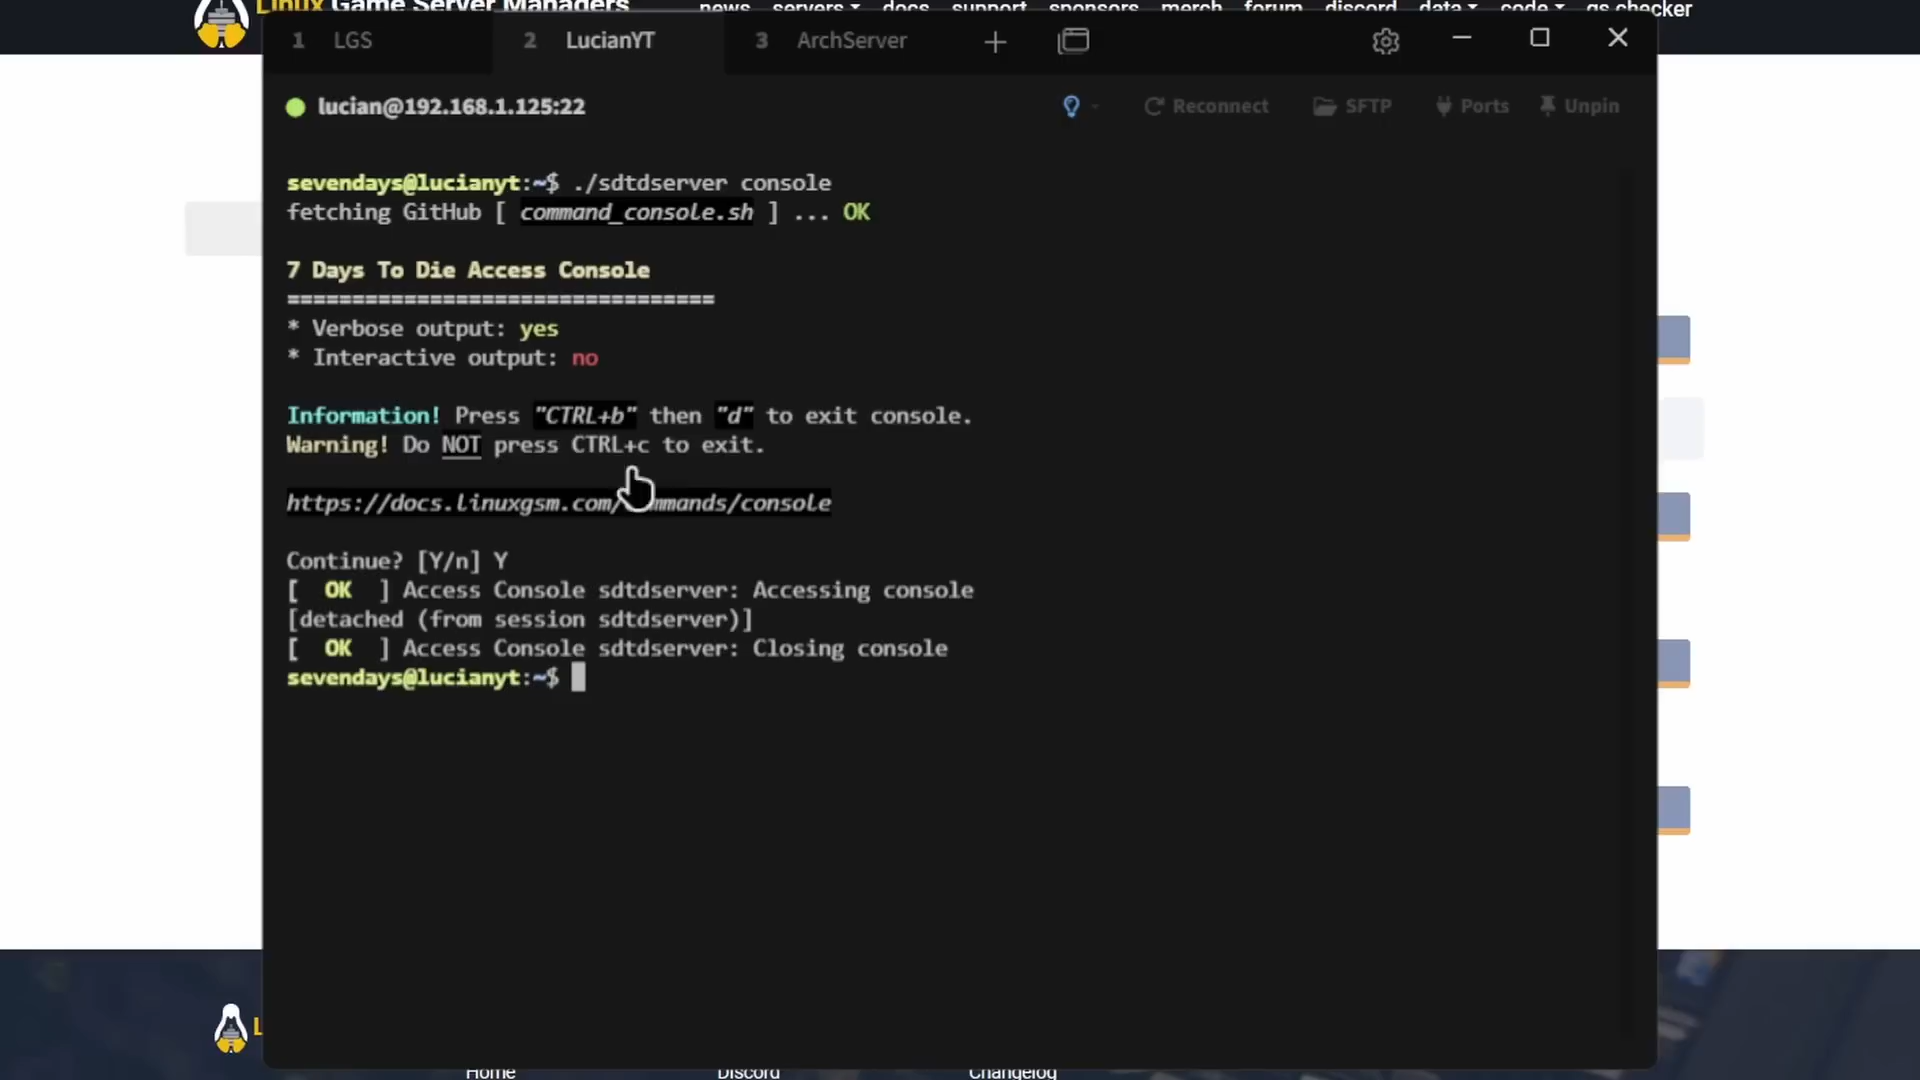 Linux Game Server Managers
news servers docs support sponsors merch forum discord data code gs checker
1 LGS 2 LucianYT 3 ArchServer
lucian@192.168.1.125:22 Reconnect SFTP Ports Unpin
sevendays@lucianyt:~$ ./sdtdserver console
fetching GitHub [ command_console.sh ] ... OK
7 Days To Die Access Console
=================================
* Verbose output: yes
* Interactive output: no
Information! Press "CTRL+b" then "d" to exit console.
Warning! Do NOT press CTRL+c to exit.
https://docs.linuxgsm.com/commands/console
Continue? [Y/n] Y
[  OK  ] Access Console sdtdserver: Accessing console
[detached (from session sdtdserver)]
[  OK  ] Access Console sdtdserver: Closing console
sevendays@lucianyt:~$
L
Home Discord Changelog